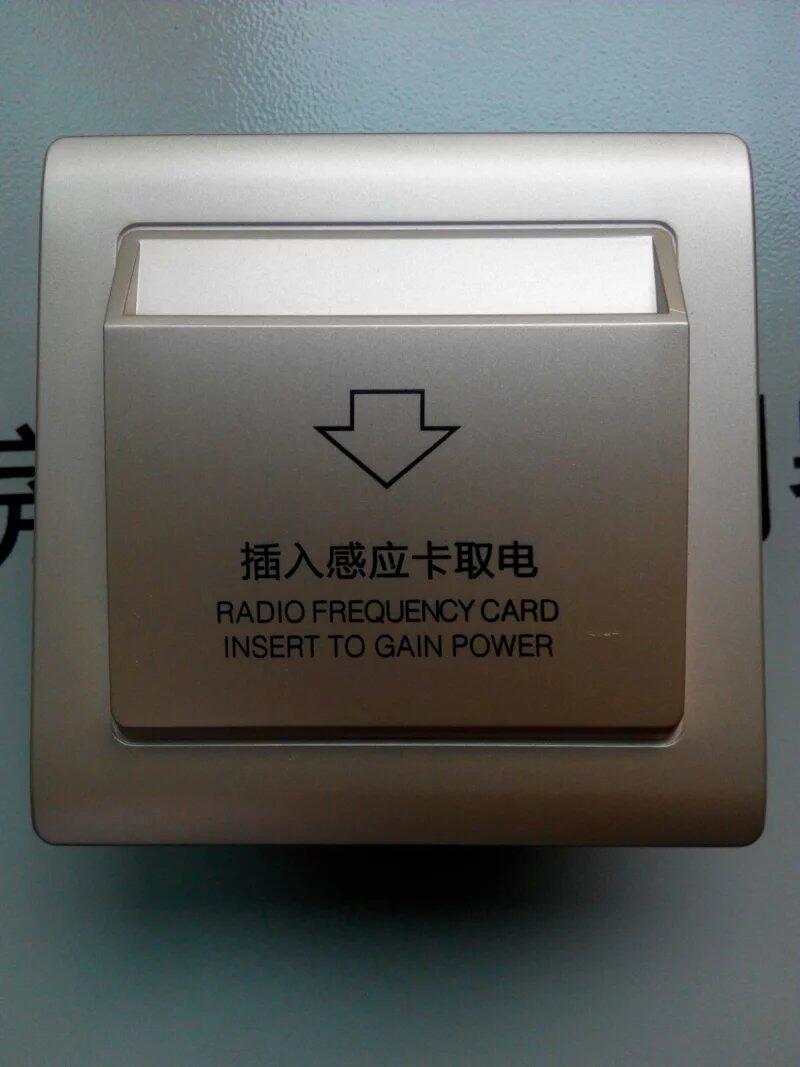 插入感应卡取电
RADIO FREQUENCY CARD
INSERT TO GAIN POWER